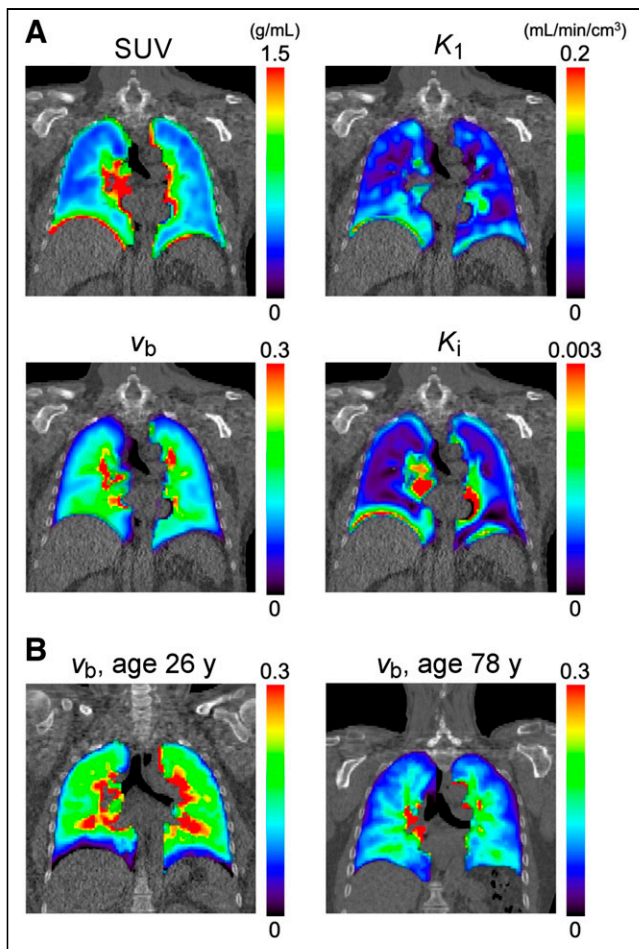 A
SUV
(g/mL)
1.5
0
K1
(mL/min/cm³)
0.2
0
vb
0.3
0
Ki
0.003
0
B
vb, age 26 y
0.3
0
vb, age 78 y
0.3
0